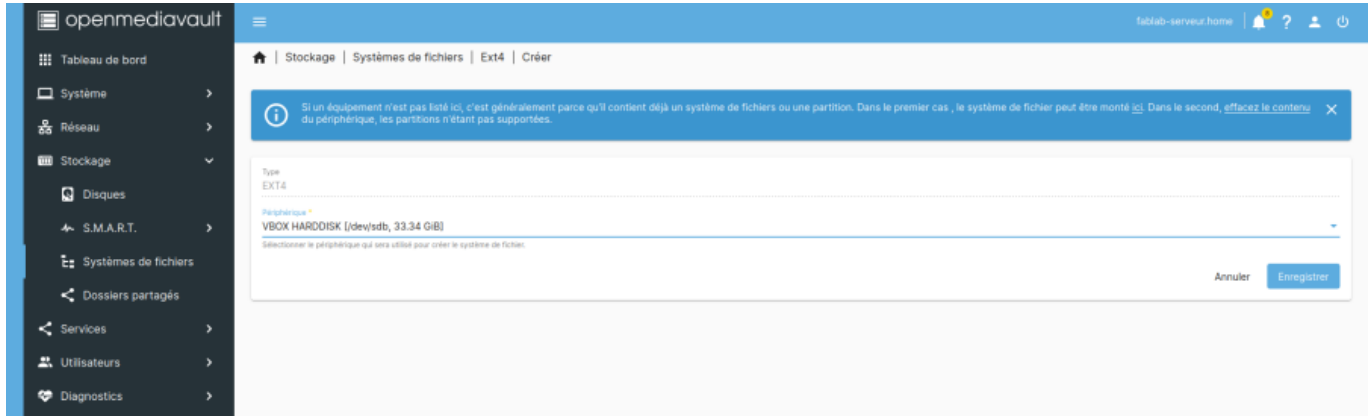 openmediavault
fablab-serveur.home
?
Tableau de bord
Système
Réseau
Stockage
Disques
S.M.A.R.T.
Systèmes de fichiers
Dossiers partagés
Services
Utilisateurs
Diagnostics
| Stockage | Systèmes de fichiers | Ext4 | Créer
Si un équipement n'est pas listé ici, c'est généralement parce qu'il contient déjà un système de fichiers ou une partition. Dans le premier cas , le système de fichier peut être monté ici. Dans le second, effacez le contenu
du périphérique, les partitions n'étant pas supportées.
Type
EXT4
Périphérique *
VBOX HARDDISK [/dev/sdb, 33.34 GiB]
Sélectionner le périphérique qui sera utilisé pour créer le système de fichier.
Annuler
Enregistrer